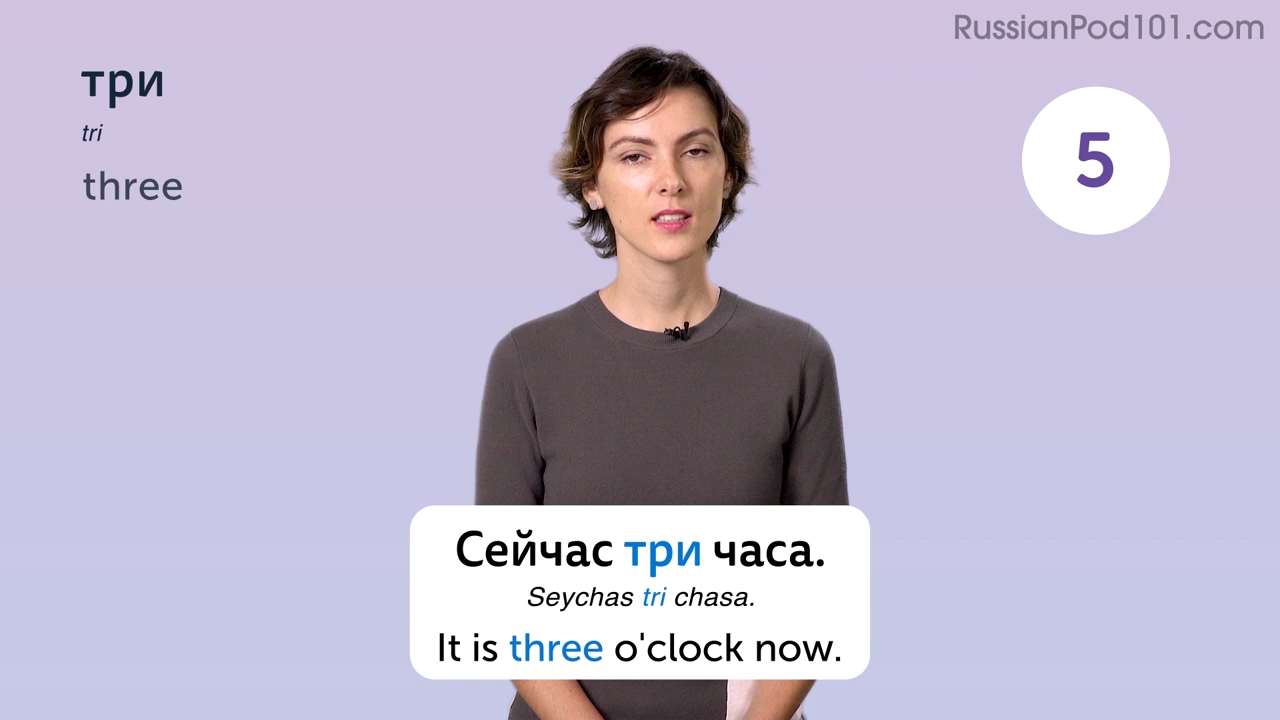 RussianPod101.com
три
tri
three
5
Сейчас три часа.
Seychas tri chasa.
It is three o'clock now.